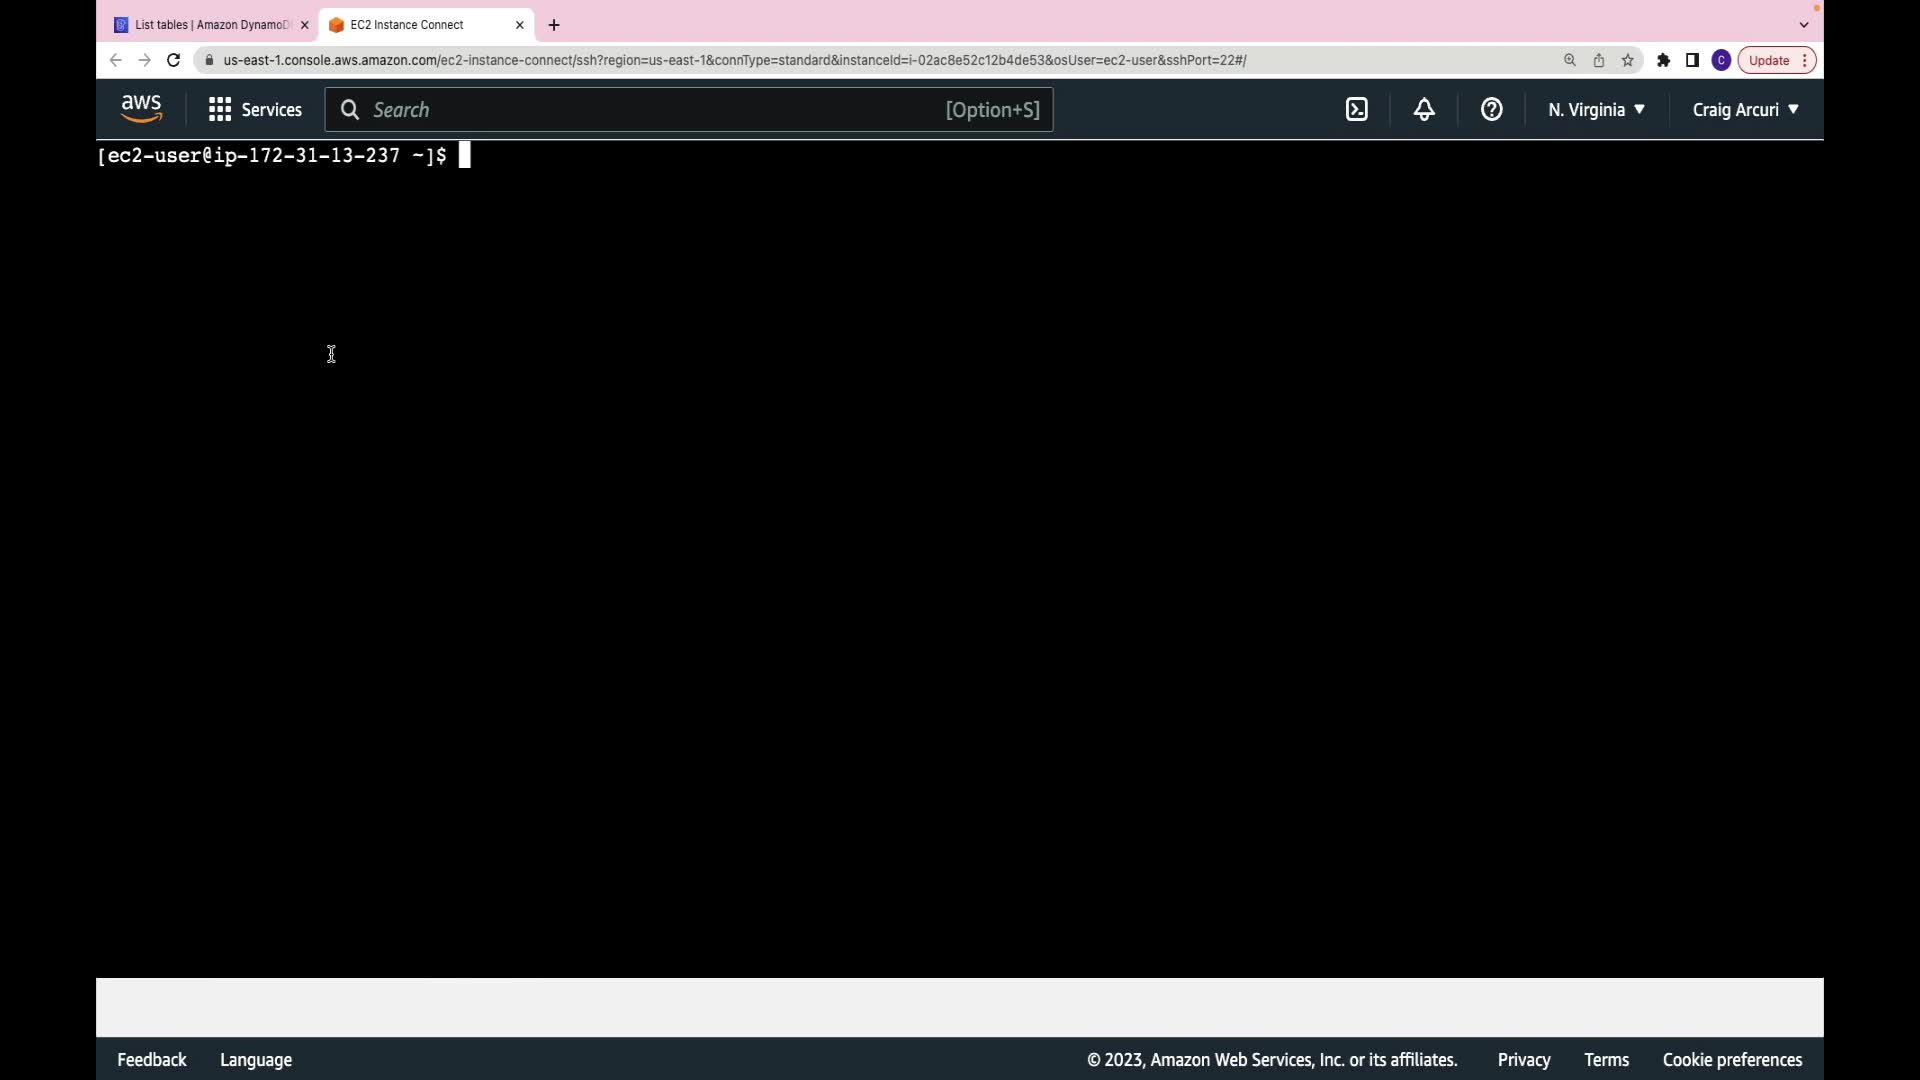 List tables | Amazon DynamoD
EC2 Instance Connect
us-east-1.console.aws.amazon.com/ec2-instance-connect/ssh?region=us-east-1&connType=standard&instanceId=i-02ac8e52c12b4de53&osUser=ec2-user&sshPort=22#/
C
Update
aws
Services
Search
[Option+S]
N. Virginia
Craig Arcuri
[ec2-user@ip-172-31-13-237 ~]$
Feedback
Language
© 2023, Amazon Web Services, Inc. or its affiliates.
Privacy
Terms
Cookie preferences